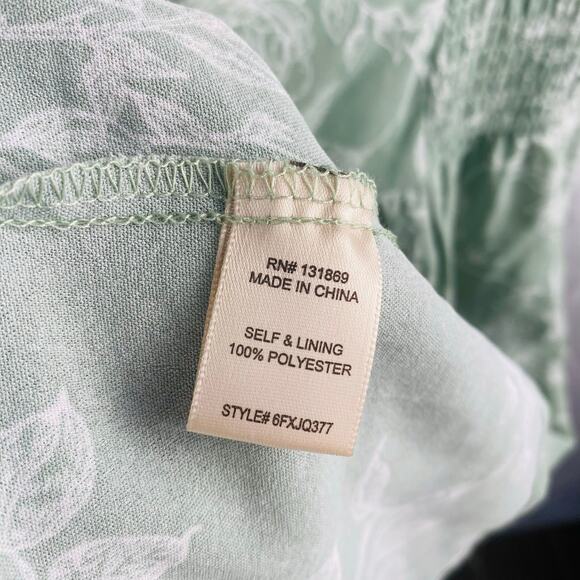 RN# 131869
MADE IN CHINA
SELF & LINING
100% POLYESTER
STYLE# 6FXJQ377